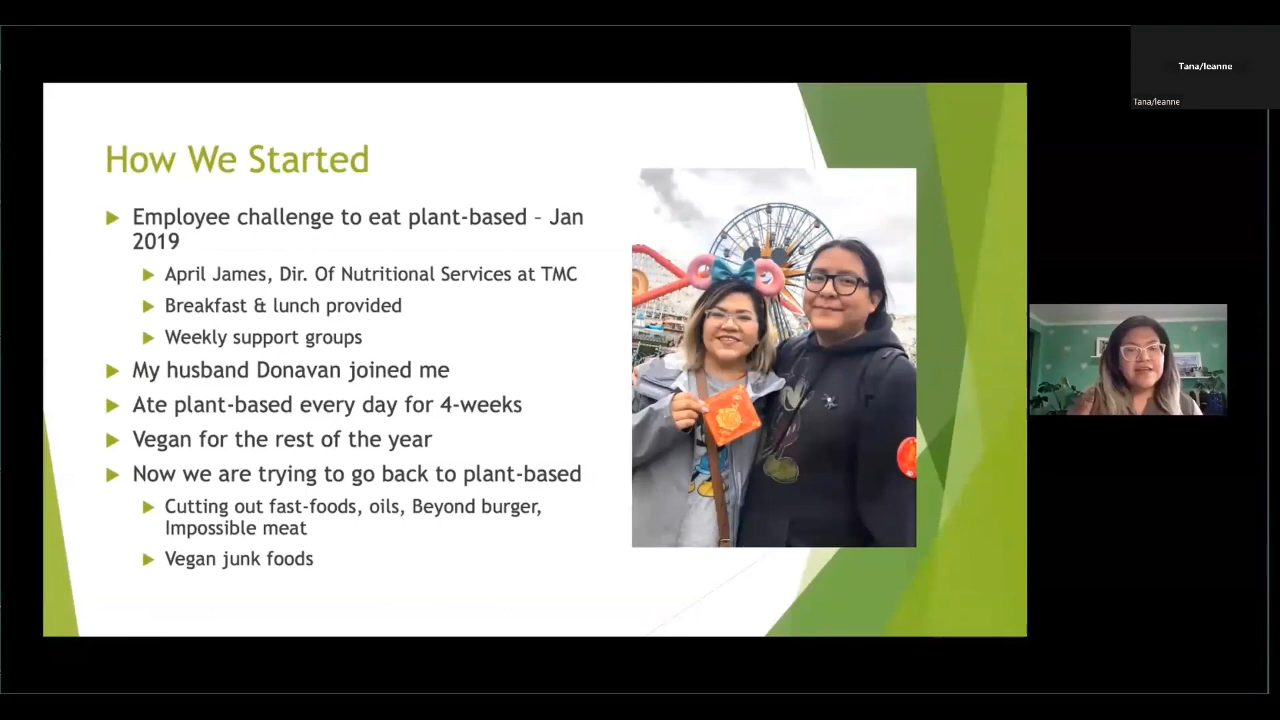 How We Started
Employee challenge to eat plant-based – Jan
2019
April James, Dir. Of Nutritional Services at TMC
Breakfast & lunch provided
Weekly support groups
My husband Donavan joined me
Ate plant-based every day for 4-weeks
Vegan for the rest of the year
Now we are trying to go back to plant-based
Cutting out fast-foods, oils, Beyond burger,
Impossible meat
Vegan junk foods
Tana/leanne
Tana/leanne